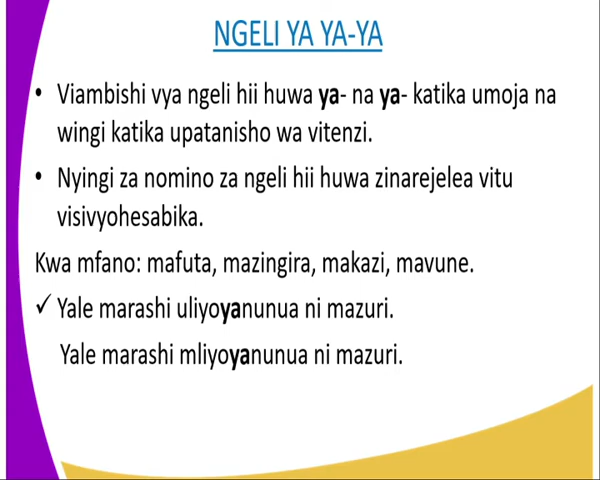 NGELI YA YA-YA
• Viambishi vya ngeli hii huwa ya- na ya- katika umoja na
wingi katika upatanisho wa vitenzi.
• Nyingi za nomino za ngeli hii huwa zinarejelea vitu
visivyohesabika.
Kwa mfano: mafuta, mazingira, makazi, mavune.
✓ Yale marashi uliyoyanunua ni mazuri.
Yale marashi mliyoyanunua ni mazuri.